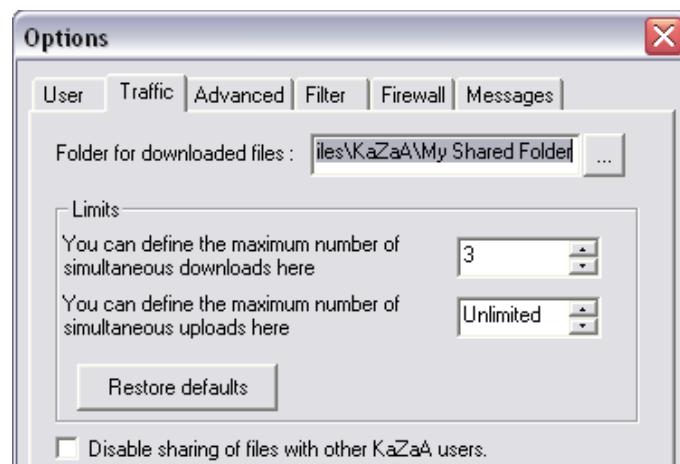 Options
User Traffic Advanced Filter Firewall Messages
Folder for downloaded files : iles\KaZaA\My Shared Folder ...
Limits
You can define the maximum number of
simultaneous downloads here
3
You can define the maximum number of
simultaneous uploads here
Unlimited
Restore defaults
Disable sharing of files with other KaZaA users.